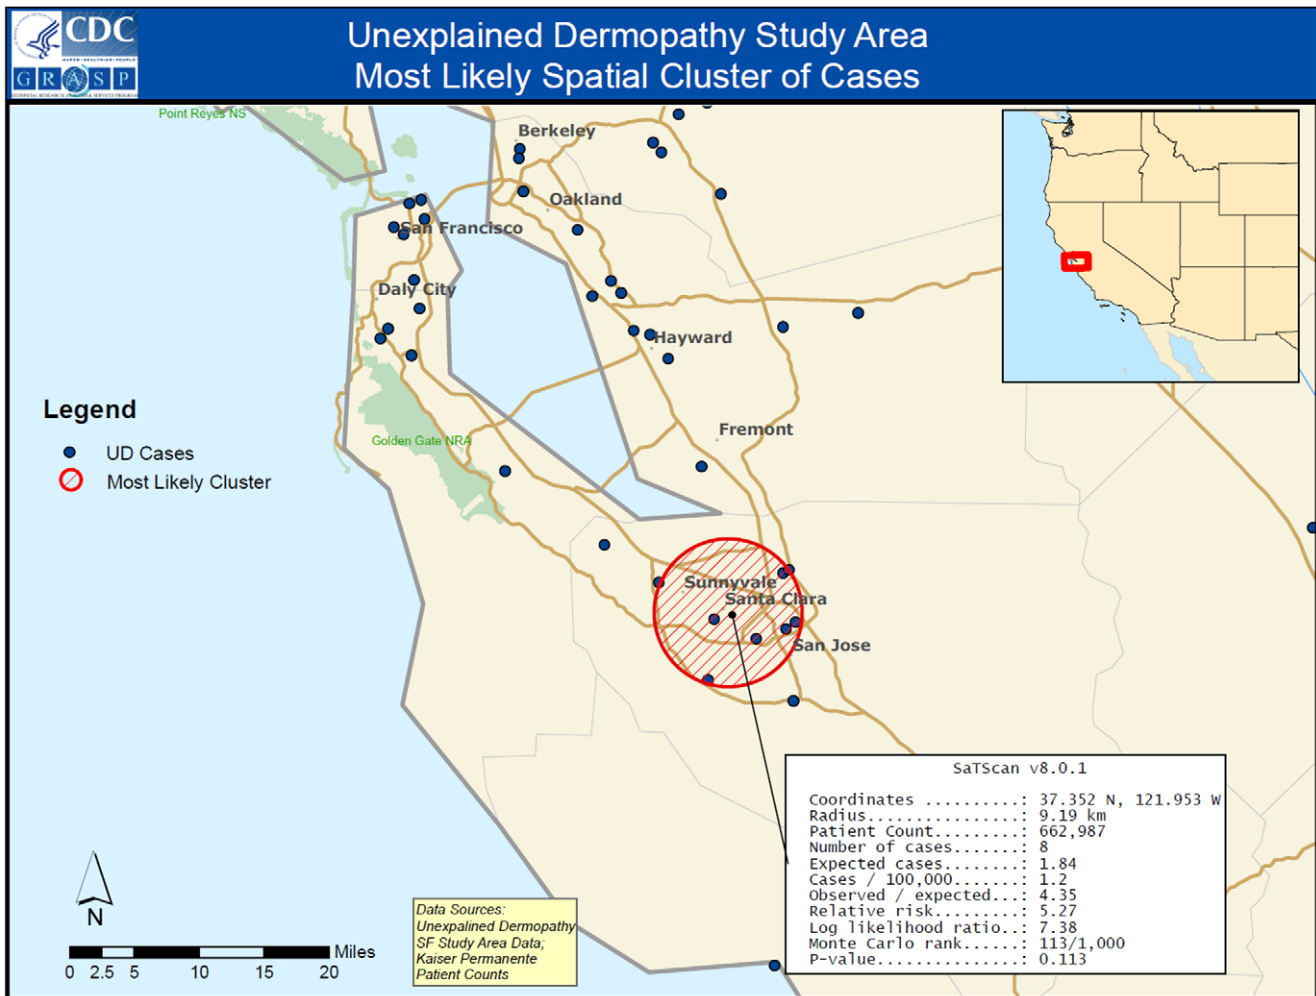 CDC
SAFER•HEALTHIER•PEOPLE
GRASP
Unexplained Dermopathy Study Area
Most Likely Spatial Cluster of Cases
Point Reyes NS
Berkeley
Oakland
San Francisco
Daly City
Hayward
Fremont
Golden Gate NRA
Sunnyvale
Santa Clara
San Jose
Legend
UD Cases
Most Likely Cluster
SaTScan v8.0.1
Coordinates ..........: 37.352 N, 121.953 W
Radius................: 9.19 km
Patient Count.........: 662,987
Number of cases.......: 8
Expected cases........: 1.84
Cases / 100,000.......: 1.2
Observed / expected...: 4.35
Relative risk.........: 5.27
Log likelihood ratio..: 7.38
Monte Carlo rank......: 113/1,000
P-value...............: 0.113
Data Sources:
Unexpalined Dermopathy
SF Study Area Data;
Kaiser Permanente
Patient Counts
N
Miles
0 2.5 5 10 15 20